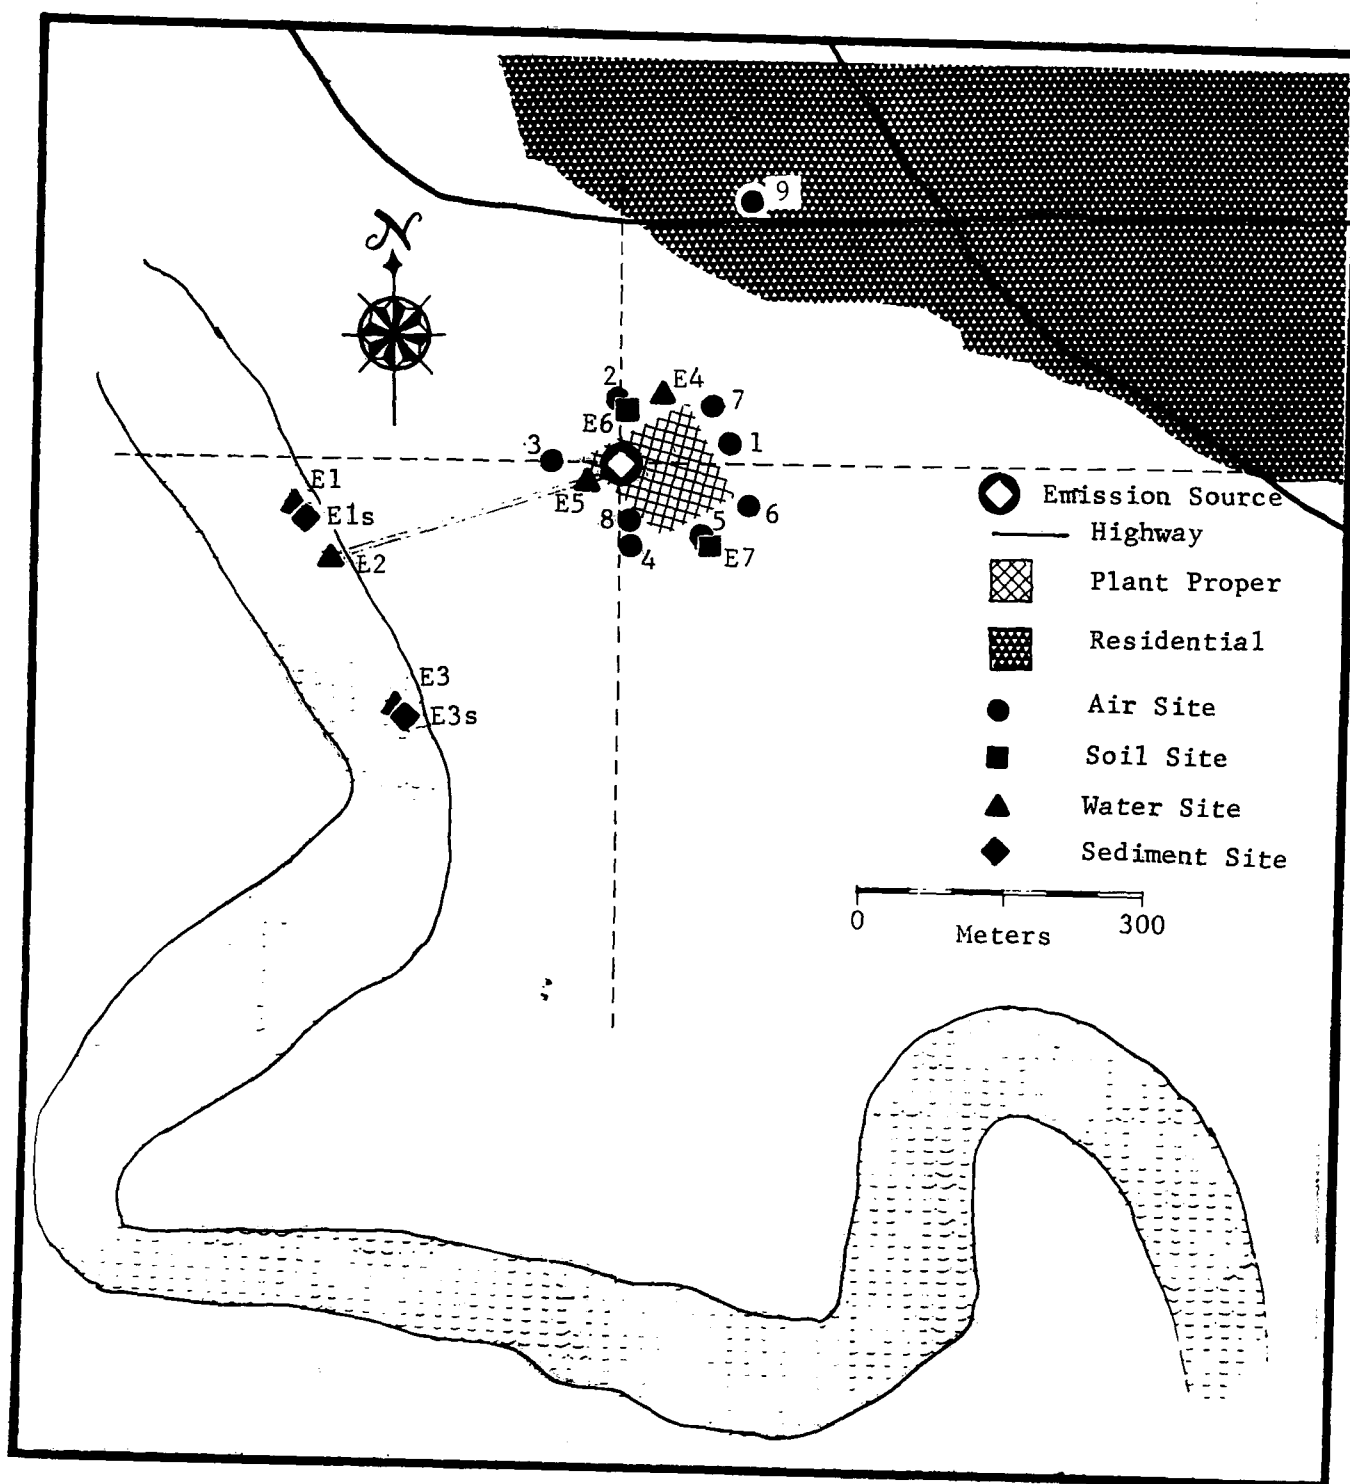 9
N
2
E4
7
E6
1
3
E1
E5
Emission Source
E1s
8
5
6
Highway
E2
4
E7
Plant Proper
Residential
E3
Air Site
E3s
Soil Site
Water Site
Sediment Site
0
300
Meters